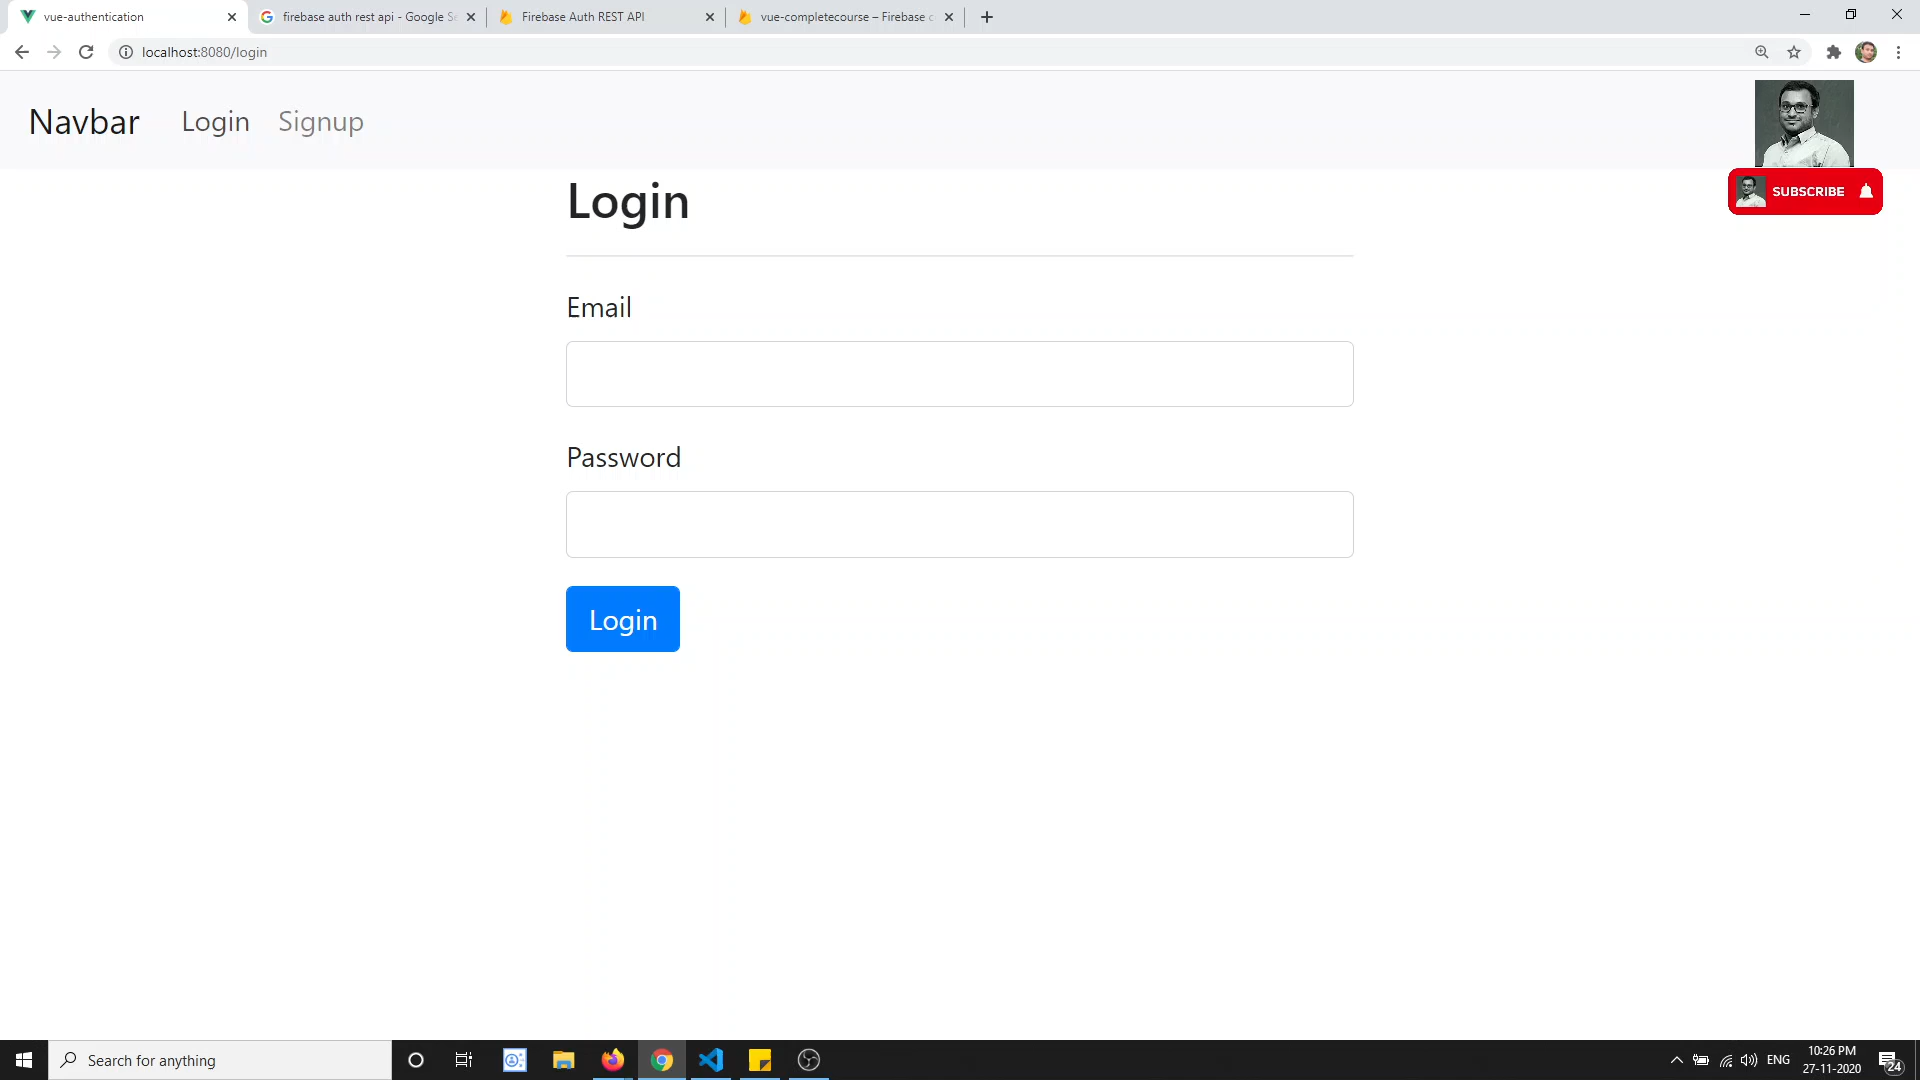 vue-authentication
firebase auth rest api - Google Se
Firebase Auth REST API
vue-completecourse – Firebase c
localhost:8080/login
Navbar
Login
Signup
SUBSCRIBE
Login
Email
Password
Login
Search for anything
ENG
10:26 PM
27-11-2020
24